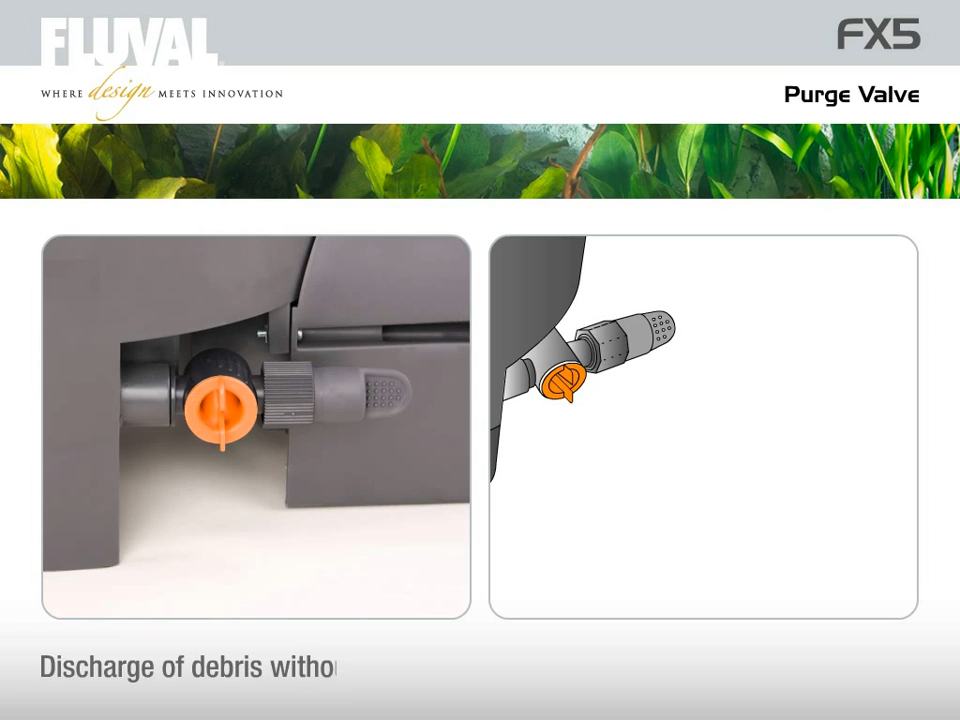 FLUVAL
WHERE design MEETS INNOVATION
FX5
Purge Valve
Discharge of debris witho